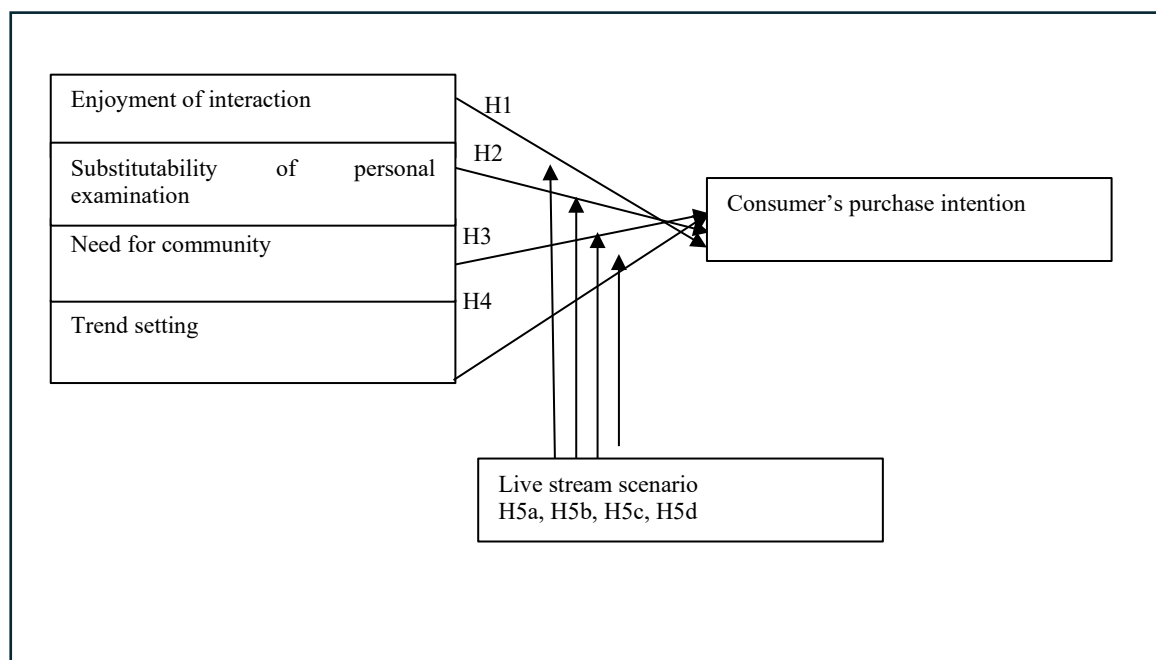 Enjoyment of interaction
H1
Substitutability of personal
examination
H2
Need for community
H3
Trend setting
H4
Consumer’s purchase intention
Live stream scenario
H5a, H5b, H5c, H5d